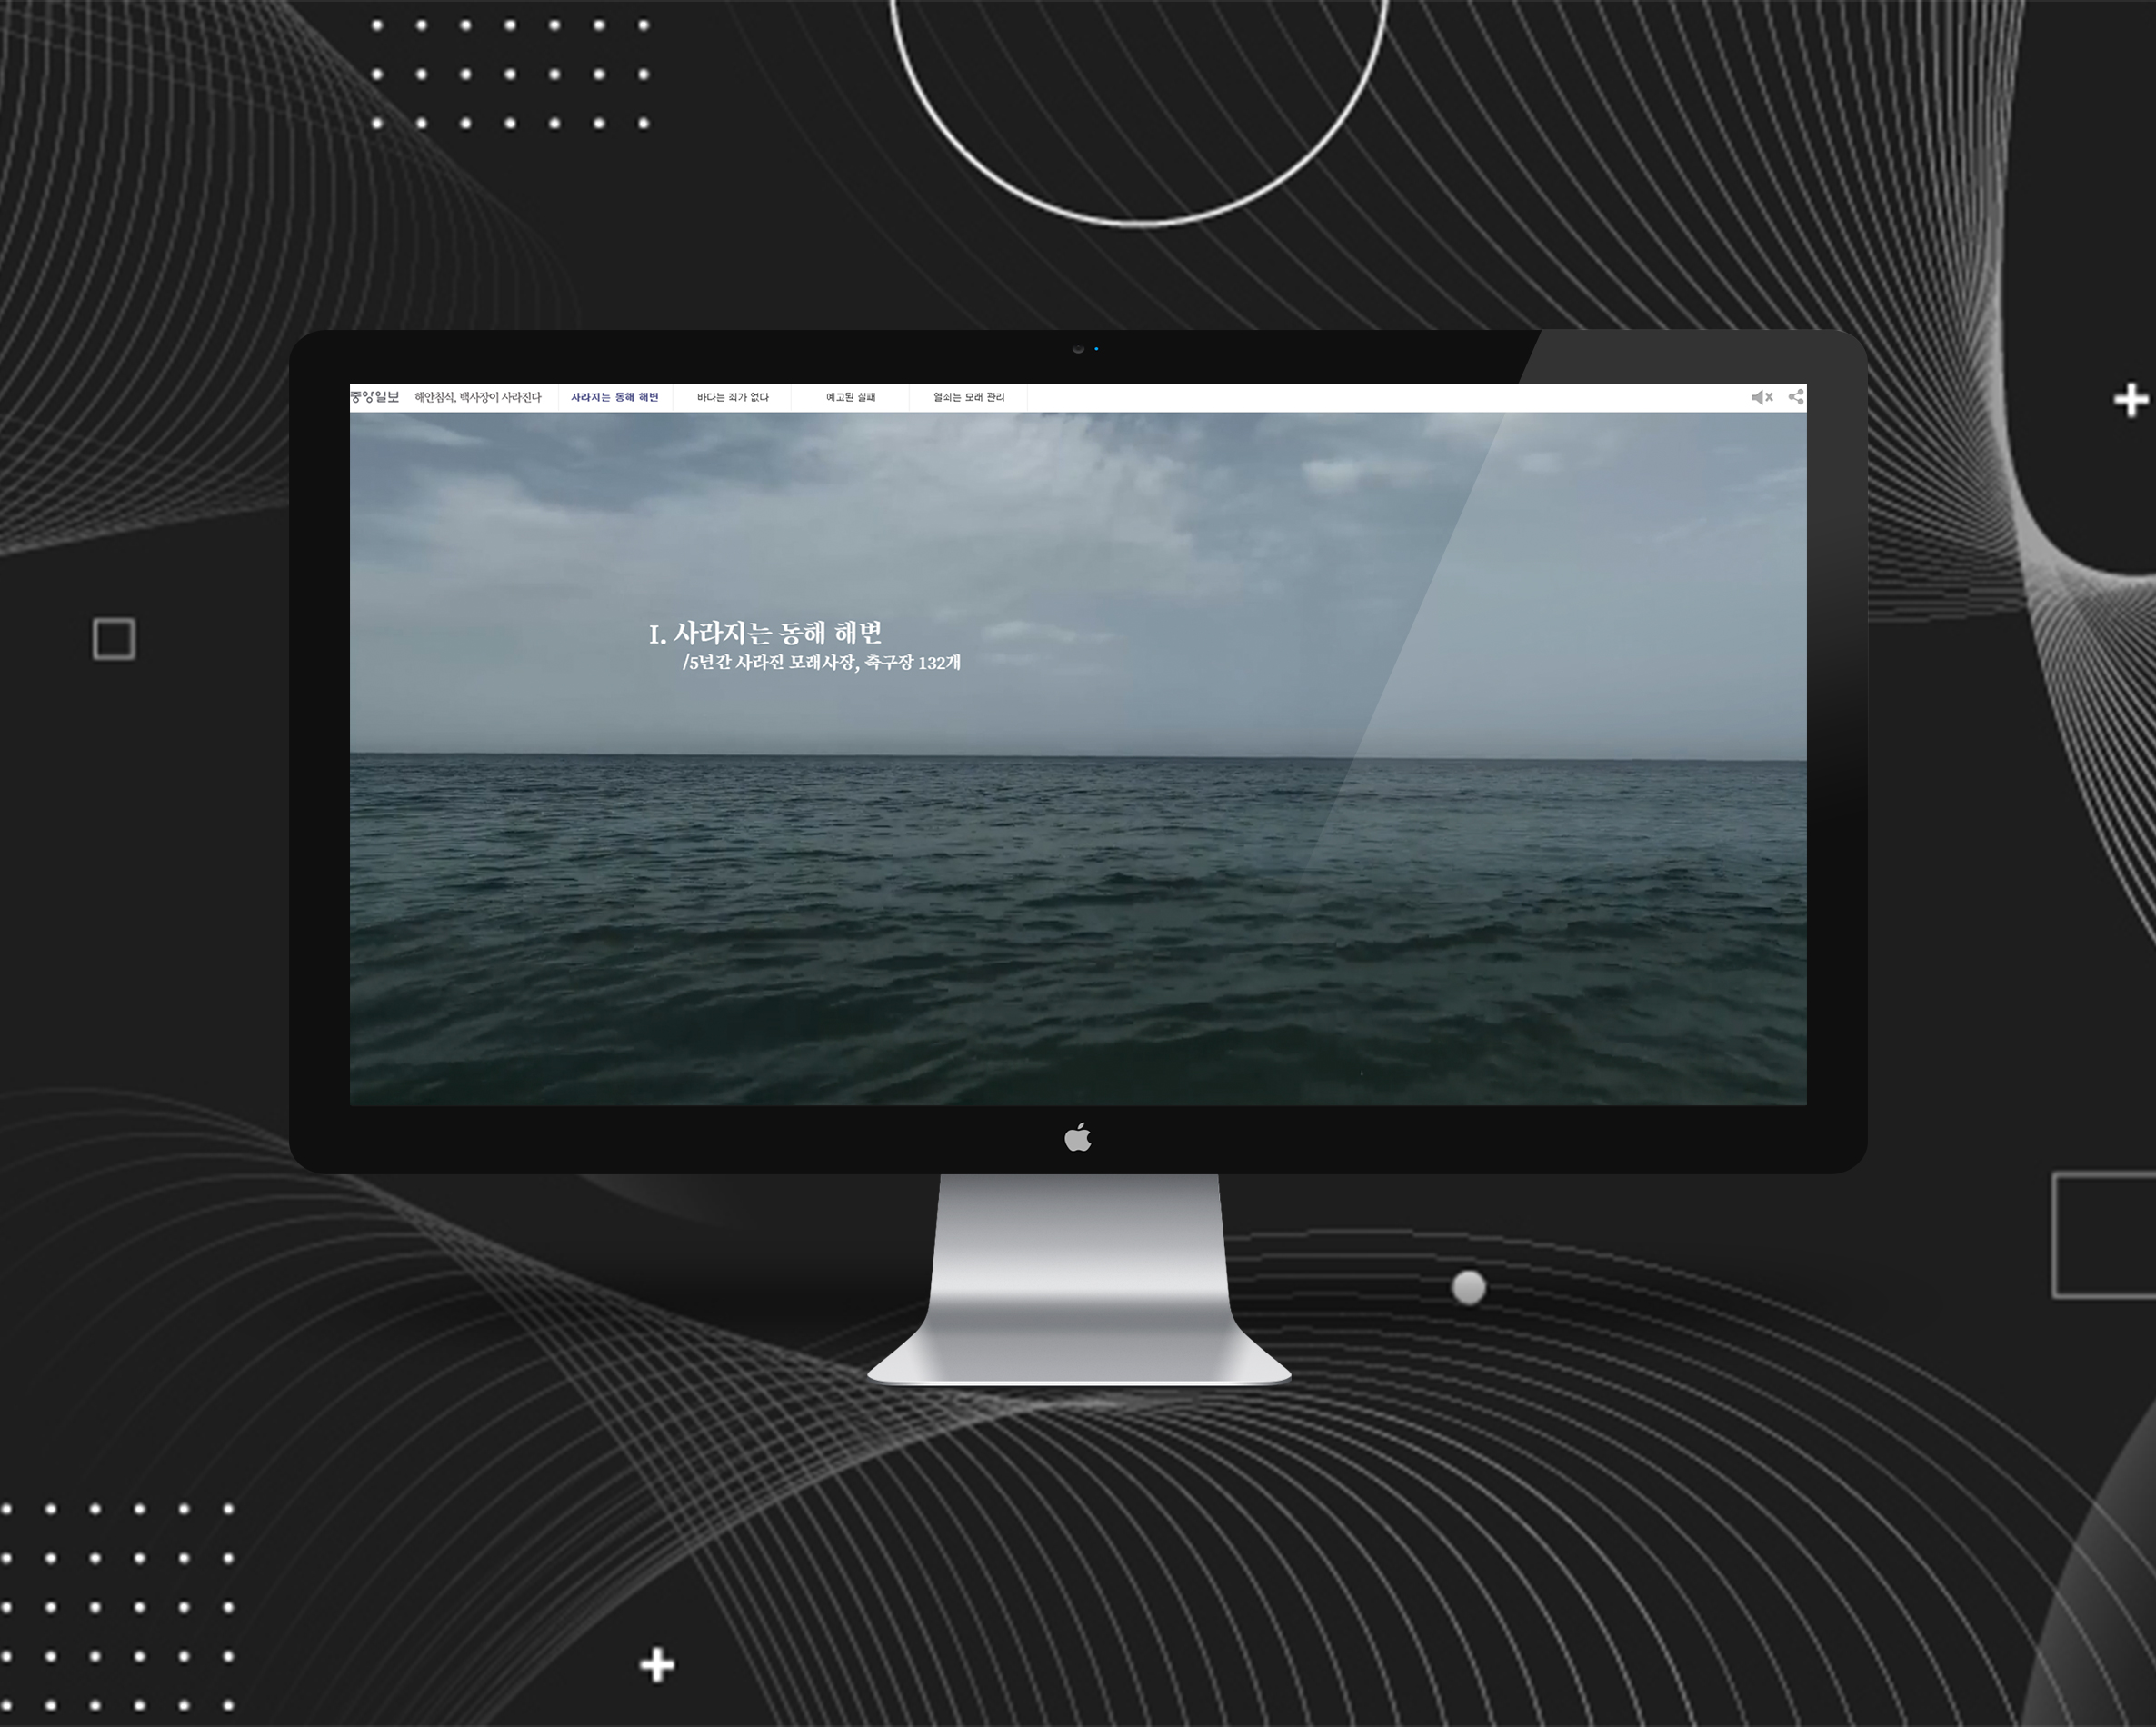 중앙일보 해안침식, 백사장이 사라진다 사라지는 동해 해변 바다는 죄가 없다 예고된 실패 열쇠는 모래 관리
I. 사라지는 동해 해변
/5년간 사라진 모래사장, 축구장 132개